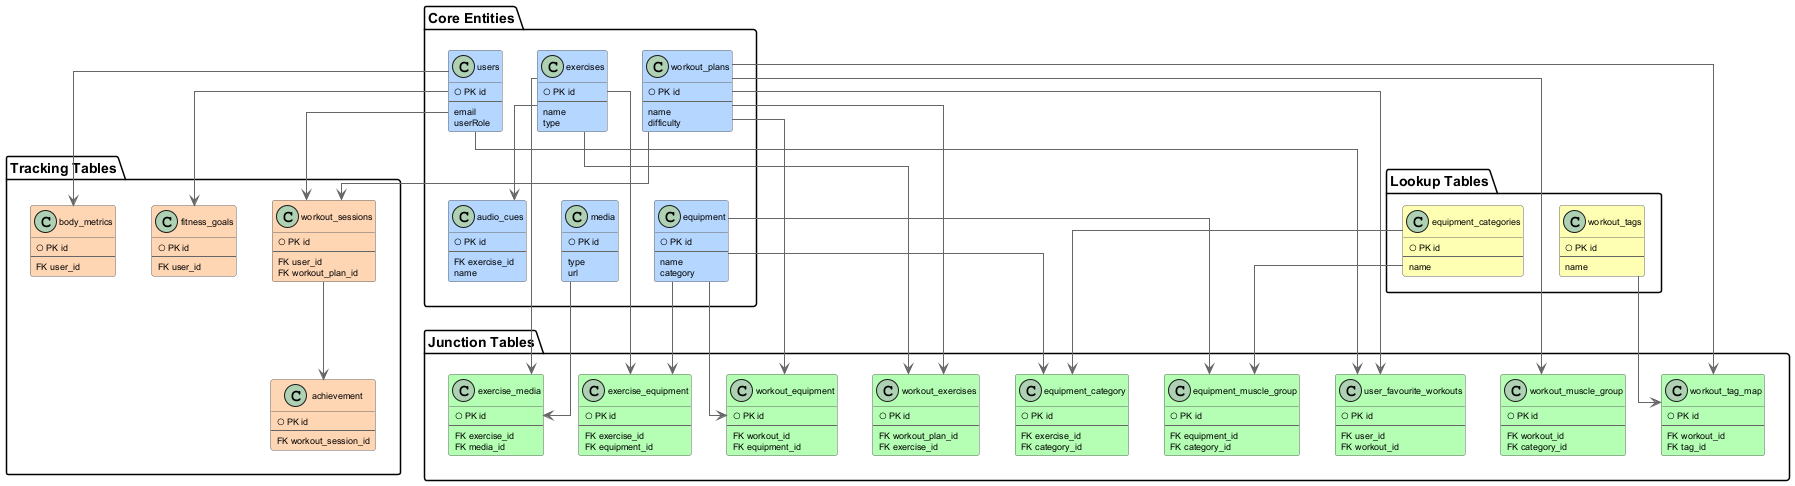 Core Entities
C users
PK id
email
userRole
C exercises
PK id
name
type
C workout_plans
PK id
name
difficulty
C audio_cues
PK id
FK exercise_id
name
C media
PK id
type
url
C equipment
PK id
name
category
Tracking Tables
C body_metrics
PK id
FK user_id
C fitness_goals
PK id
FK user_id
C workout_sessions
PK id
FK user_id
FK workout_plan_id
C achievement
PK id
FK workout_session_id
Lookup Tables
C equipment_categories
PK id
name
C workout_tags
PK id
name
Junction Tables
C exercise_media
PK id
FK exercise_id
FK media_id
C exercise_equipment
PK id
FK exercise_id
FK equipment_id
C workout_equipment
PK id
FK workout_id
FK equipment_id
C workout_exercises
PK id
FK workout_plan_id
FK exercise_id
C equipment_category
PK id
FK exercise_id
FK category_id
C equipment_muscle_group
PK id
FK equipment_id
FK category_id
C user_favourite_workouts
PK id
FK user_id
FK workout_id
C workout_muscle_group
PK id
FK workout_id
FK category_id
C workout_tag_map
PK id
FK workout_id
FK tag_id